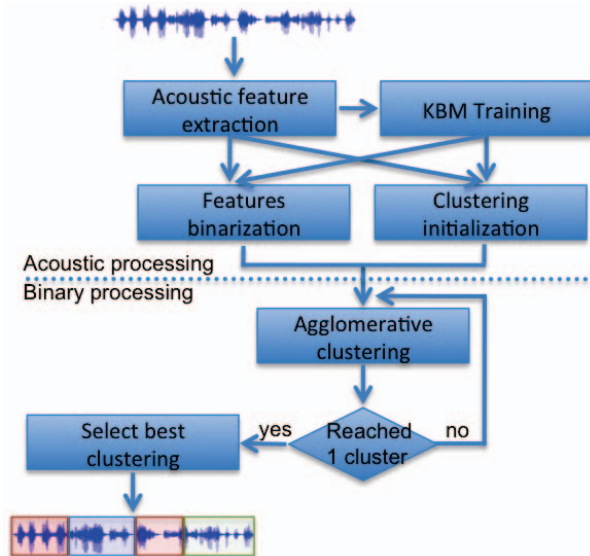 Acoustic feature
extraction
KBM Training
Features
binarization
Clustering
initialization
Acoustic processing
Binary processing
Agglomerative
clustering
Reached
1 cluster
yes
no
Select best
clustering